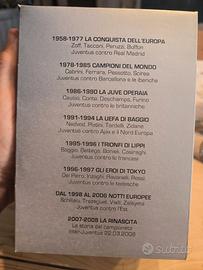 1958-1977 LA CONQUISTA DELL'EUROPA
Zoff, Tacconi, Peruzzi, Buffon
Juventus contro Real Madrid
1978-1985 CAMPIONI DEL MONDO
Cabrini, Ferrara, Pessotto, Scirea
Juventus contro Barcellona e le iberiche
1986-1990 LA JUVE OPERAIA
Causio, Conte, Deschamps, Furino
Juventus contro le britanniche
1991-1994 LA UEFA DI BAGGIO
Nedved, Platini, Tardelli, Zidane
Juventus contro Ajax e il Nord Europa
1995-1996 I TRIONFI DI LIPPI
Baggio, Bettega, Boniek, Casiraghi
Juventus contro le francesi
1996-1997 GLI EROI DI TOKYO
Del Piero, Inzaghi, Ravanelli, Rossi
Juventus contro le tedesche
DAL 1998 AL 2006 NOTTI EUROPEE
Schillaci, Trezeguet, Vialli, Zalayeta
Juventus contro l'Est
2007-2008 LA RINASCITA
La storia del campionato
Inter-Juventus 22.03.2008
subito.it